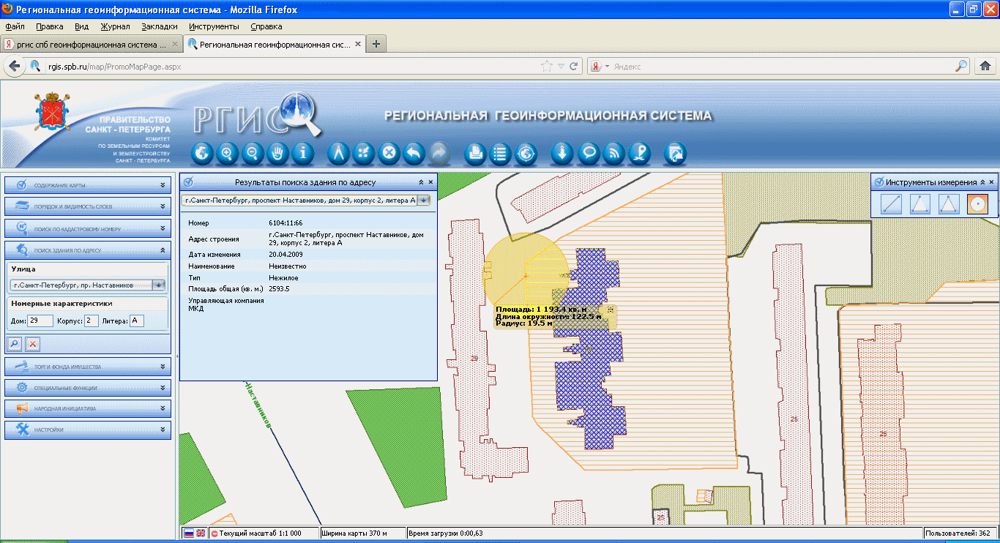 Региональная геоинформационная система - Mozilla Firefox
Файл Правка Вид Журнал Закладки Инструменты Справка
ргис спб геоинформационная система ...
Региональная геоинформационная сис...
rgis.spb.ru/map/PromoMapPage.aspx
Яндекс
ПРАВИТЕЛЬСТВО
САНКТ - ПЕТЕРБУРГА
КОМИТЕТ
ПО ЗЕМЕЛЬНЫМ РЕСУРСАМ
И ЗЕМЛЕУСТРОЙСТВУ
САНКТ - ПЕТЕРБУРГА
РГИС
РЕГИОНАЛЬНАЯ ГЕОИНФОРМАЦИОННАЯ СИСТЕМА
СОДЕРЖАНИЕ КАРТЫ
ПОРЯДОК И ВИДИМОСТЬ СЛОЕВ
ПОИСК ПО КАДАСТРОВОМУ НОМЕРУ
ПОИСК ЗДАНИЯ ПО АДРЕСУ
Улица
г.Санкт-Петербург, пр. Наставников
Номерные характеристики
Дом: 29 Корпус: 2 Литера: А
ТОРГИ ФОНДА ИМУЩЕСТВА
СПЕЦИАЛЬНЫЕ ФУНКЦИИ
НАРОДНАЯ ИНИЦИАТИВА
НАСТРОЙКИ
Результаты поиска здания по адресу
г.Санкт-Петербург, проспект Наставников, дом 29, корпус 2, литера А
Номер 6104:11:66
Адрес строения г.Санкт-Петербург, проспект Наставников, дом
29, корпус 2, литера А
Дата изменения 20.04.2009
Наименование Неизвестно
Тип Нежилое
Площадь общая (кв. м.) 2593.5
Управляющая компания
МКД
Инструменты измерения
Площадь: 1 193.4 кв. м
Длина окружности: 122.5 м
Радиус: 19.5 м
29
Наставников
25
25
25
Текущий масштаб 1:1 000
Ширина карты 370 м
Время загрузки 0:00,63
Пользователей: 362